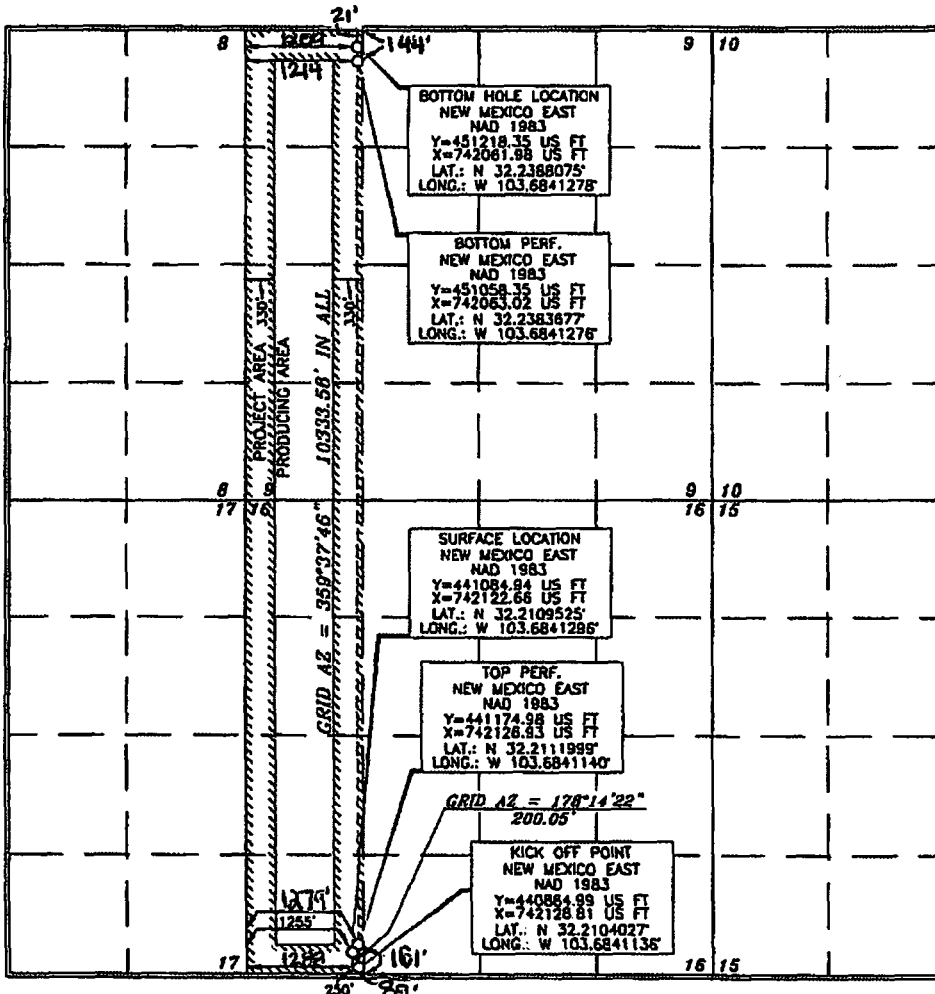 21'
8
1209
144'
9 10
1214
BOTTOM HOLE LOCATION
NEW MEXICO EAST
NAD 1983
Y=451218.35 US FT
X=742061.98 US FT
LAT.: N 32.2388075°
LONG.: W 103.6841278°
BOTTOM PERF.
NEW MEXICO EAST
NAD 1983
Y=451058.35 US FT
X=742063.02 US FT
LAT.: N 32.2383677°
LONG.: W 103.6841276°
330'
330'
PROJECT AREA
PRODUCING AREA
GRID AZ = 359°37'46" 10333.58' IN ALL
8 9
17 16
9 10
16 15
SURFACE LOCATION
NEW MEXICO EAST
NAD 1983
Y=441084.94 US FT
X=742122.66 US FT
LAT.: N 32.2109525°
LONG.: W 103.6841286°
TOP PERF.
NEW MEXICO EAST
NAD 1983
Y=441174.98 US FT
X=742126.93 US FT
LAT.: N 32.2111999°
LONG.: W 103.6841140°
GRID AZ = 178°14'22"
200.05'
KICK OFF POINT
NEW MEXICO EAST
NAD 1983
Y=440884.99 US FT
X=742128.81 US FT
LAT.: N 32.2104027°
LONG.: W 103.6841136°
1279'
1255'
17
161'
16 15
250'